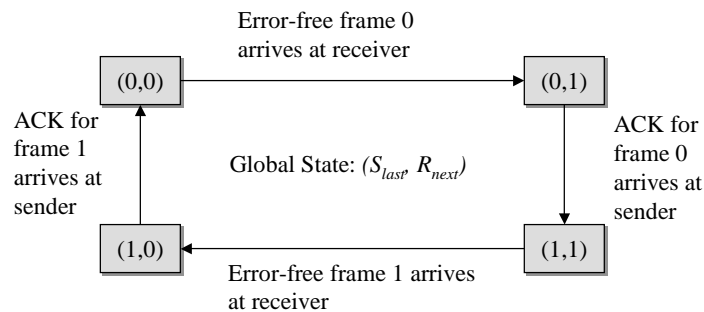 Error-free frame 0
arrives at receiver
(0,0)
(0,1)
ACK for
frame 1
arrives at
sender
Global State: (S_last, R_next)
ACK for
frame 0
arrives at
sender
(1,0)
(1,1)
Error-free frame 1 arrives
at receiver